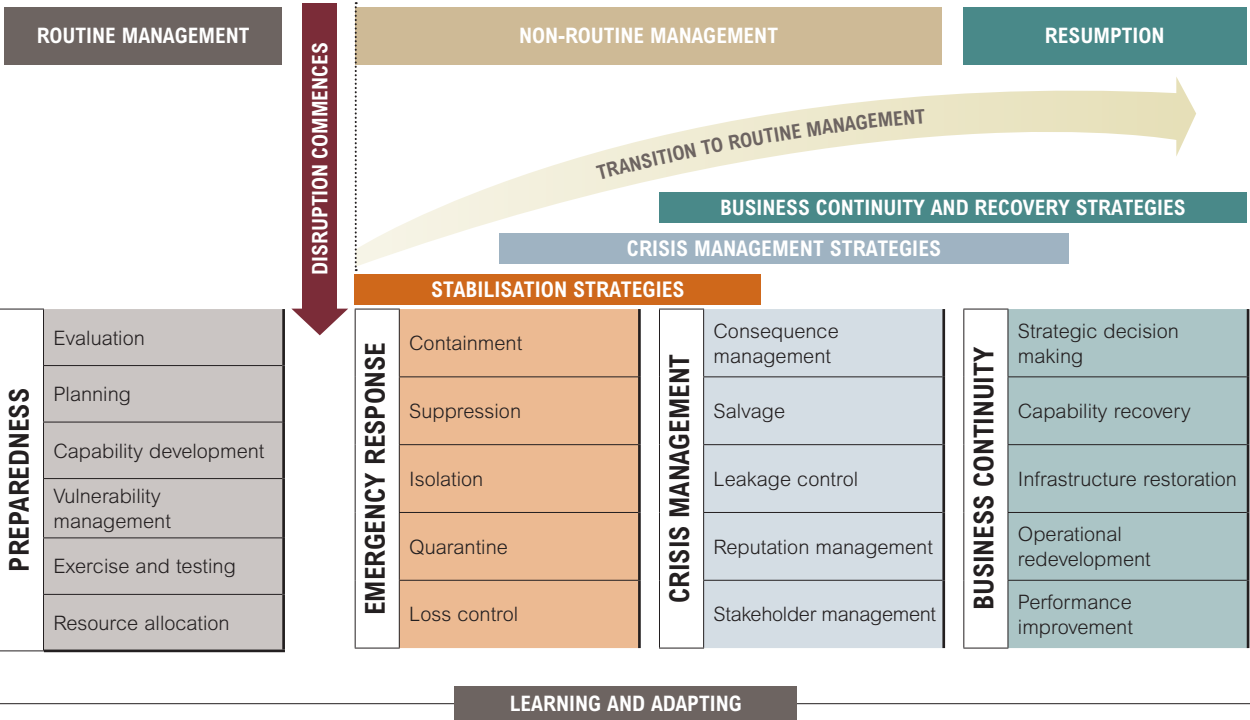 ROUTINE MANAGEMENT
DISRUPTION COMMENCES
NON-ROUTINE MANAGEMENT
RESUMPTION
TRANSITION TO ROUTINE MANAGEMENT
BUSINESS CONTINUITY AND RECOVERY STRATEGIES
CRISIS MANAGEMENT STRATEGIES
STABILISATION STRATEGIES
PREPAREDNESS
Evaluation
Planning
Capability development
Vulnerability
management
Exercise and testing
Resource allocation
EMERGENCY RESPONSE
Containment
Suppression
Isolation
Quarantine
Loss control
CRISIS MANAGEMENT
Consequence
management
Salvage
Leakage control
Reputation management
Stakeholder management
BUSINESS CONTINUITY
Strategic decision
making
Capability recovery
Infrastructure restoration
Operational
redevelopment
Performance
improvement
LEARNING AND ADAPTING